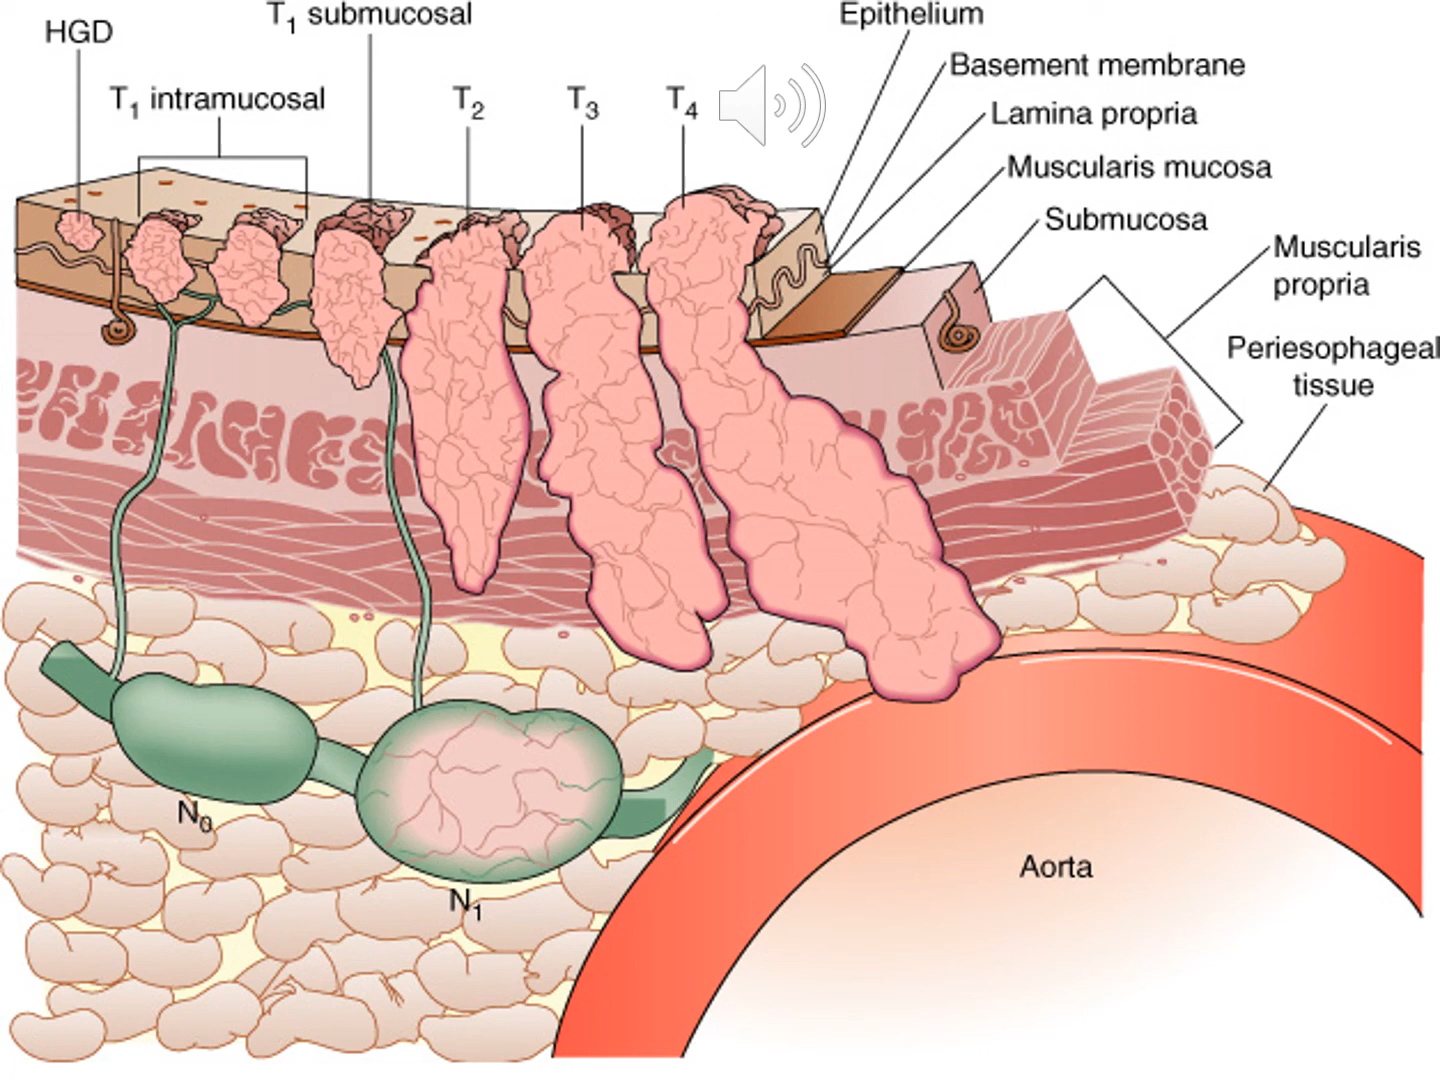 HGD
T₁ submucosal
T₁ intramucosal
T₂
T₃
T₄
Epithelium
Basement membrane
Lamina propria
Muscularis mucosa
Submucosa
Muscularis
propria
Periesophageal
tissue
N₀
N₁
Aorta